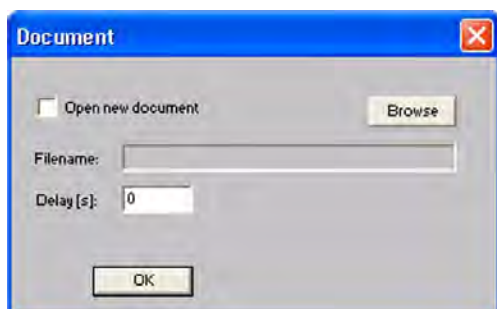 Document
Open new document
Browse
Filename:
Delay [s]:
0
OK